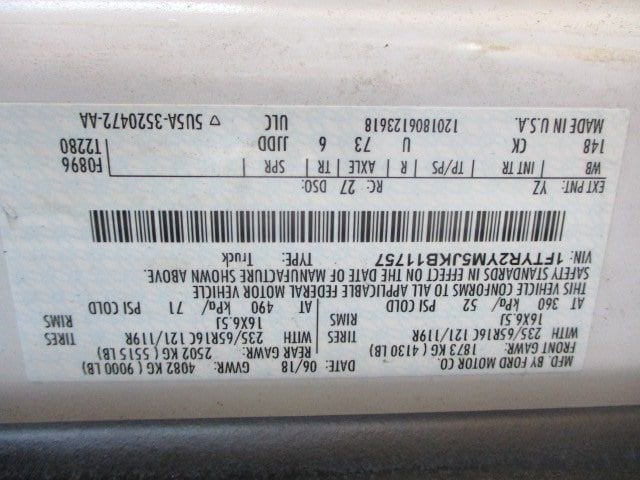 MFD. BY FORD MOTOR CO.
DATE: 06/18 GVWR: 4082 KG ( 9000 LB)
FRONT GAWR: 1873 KG ( 4130 LB) REAR GAWR: 2502 KG ( 5515 LB)
WITH 235/65R16C 121/119R TIRES WITH 235/65R16C 121/119R TIRES
16X6.5J RIMS 16X6.5J RIMS
AT 360 kPa/ 52 PSI COLD AT 490 kPa/ 71 PSI COLD
THIS VEHICLE CONFORMS TO ALL APPLICABLE FEDERAL MOTOR VEHICLE
SAFETY STANDARDS IN EFFECT ON THE DATE OF MANUFACTURE SHOWN ABOVE.
VIN: 1FTYR2YM5JKB11757 TYPE: Truck
EXT PNT: YZ RC: 27 DSO: F0896
WB INT TR TP/PS R AXLE TR SPR T2280
148 CK U 73 6 JJDD
MADE IN U.S.A. 1201806123618 ULC ▽ 5U5A-3520472-AA